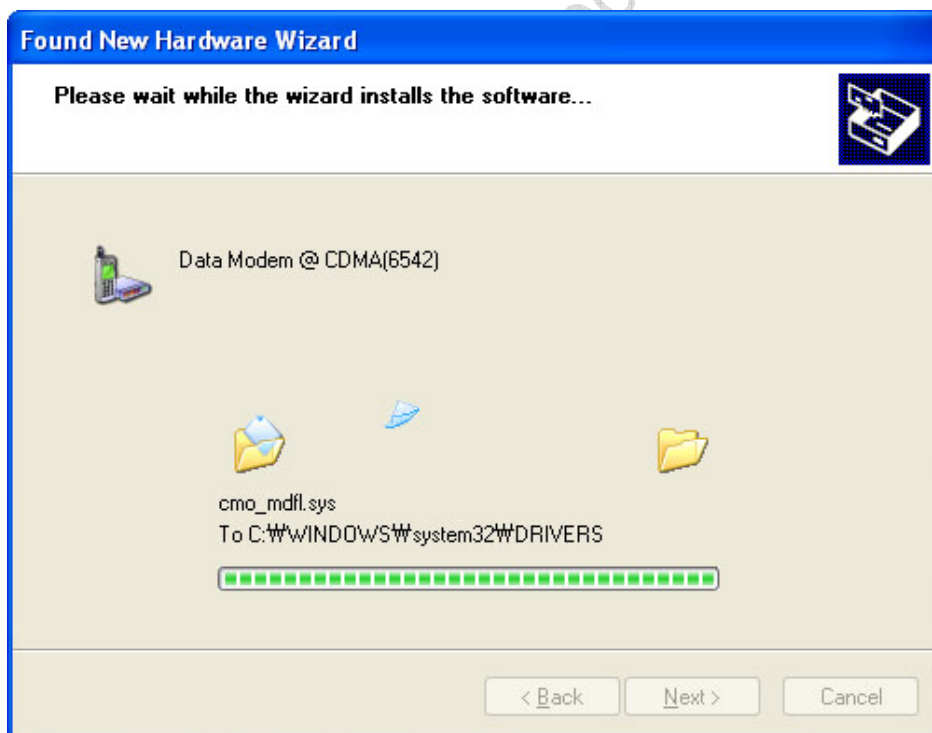 Found New Hardware Wizard
Please wait while the wizard installs the software...
Data Modem @ CDMA(6542)
cmo_mdfl.sys
To C:₩WINDOWS₩system32₩DRIVERS
< Back
Next >
Cancel